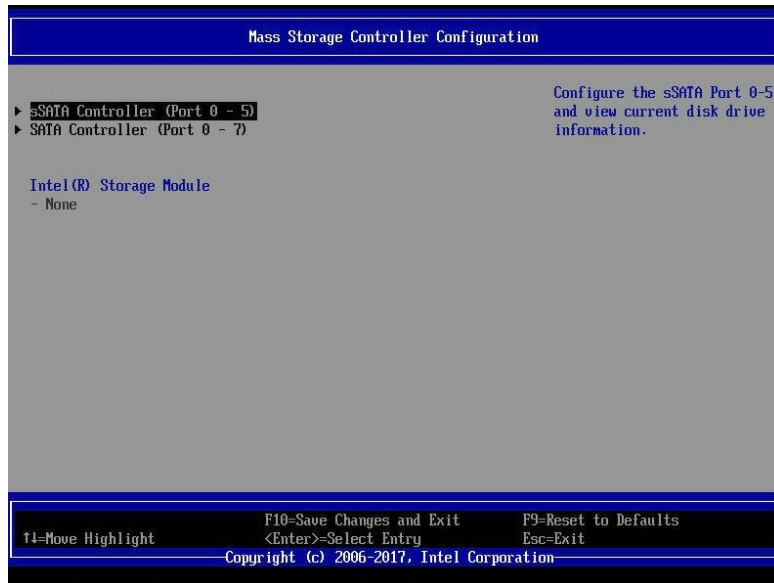 Mass Storage Controller Configuration
▶ sSATA Controller (Port 0 - 5)
▶ SATA Controller (Port 0 - 7)
Intel(R) Storage Module
- None
Configure the sSATA Port 0-5
and view current disk drive
information.
F10=Save Changes and Exit F9=Reset to Defaults
↑↓=Move Highlight <Enter>=Select Entry Esc=Exit
Copyright (c) 2006-2017, Intel Corporation